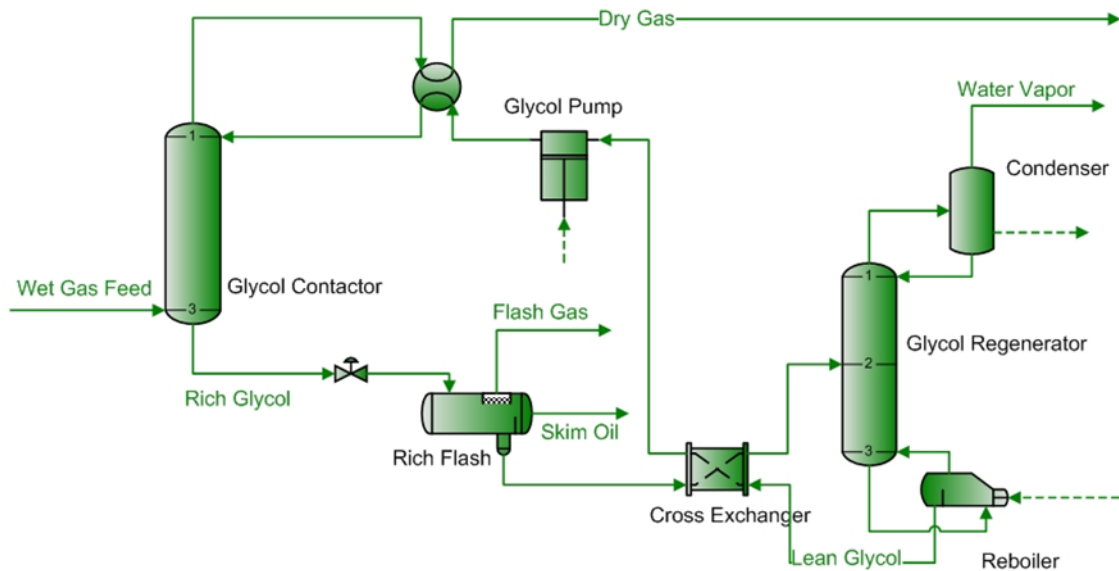 Dry Gas
Water Vapor
Glycol Pump
1
Condenser
Wet Gas Feed
Glycol Contactor
3
1
Flash Gas
Glycol Regenerator
2
Rich Glycol
Skim Oil
Rich Flash
3
Cross Exchanger
Lean Glycol
Reboiler